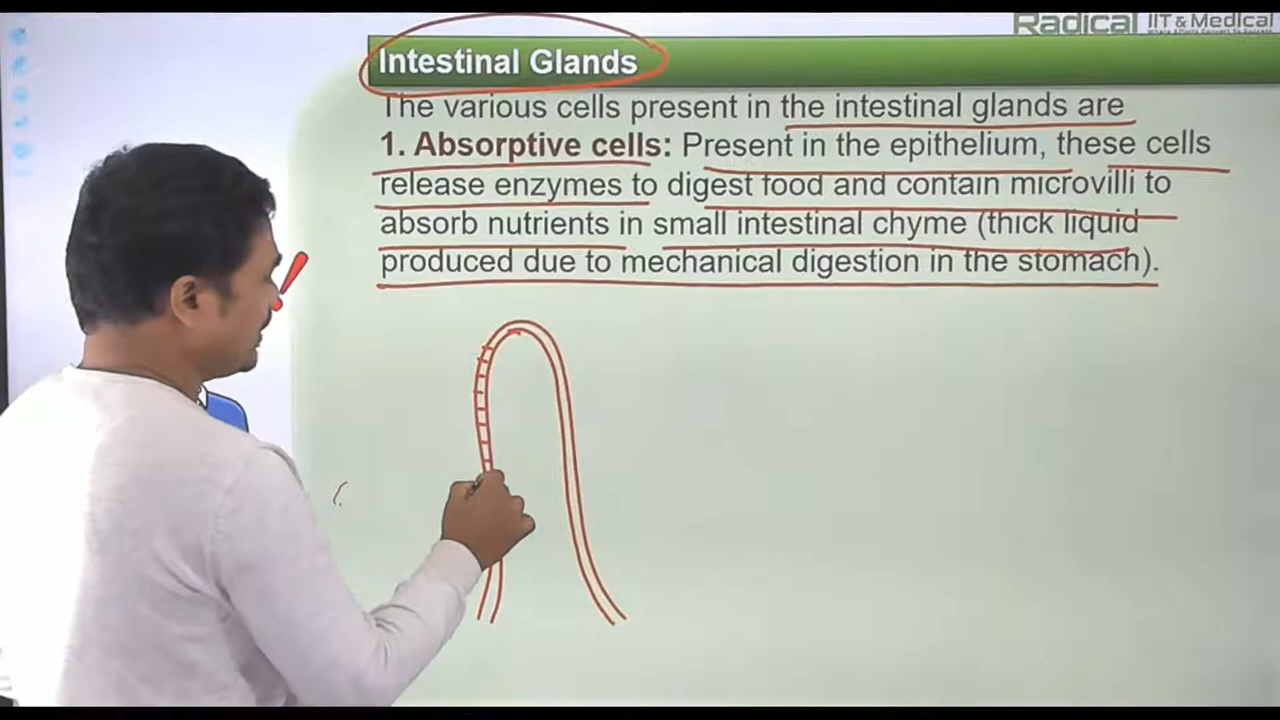 Radical IIT & Medical
Intestinal Glands
The various cells present in the intestinal glands are
1. Absorptive cells: Present in the epithelium, these cells
release enzymes to digest food and contain microvilli to
absorb nutrients in small intestinal chyme (thick liquid
produced due to mechanical digestion in the stomach).